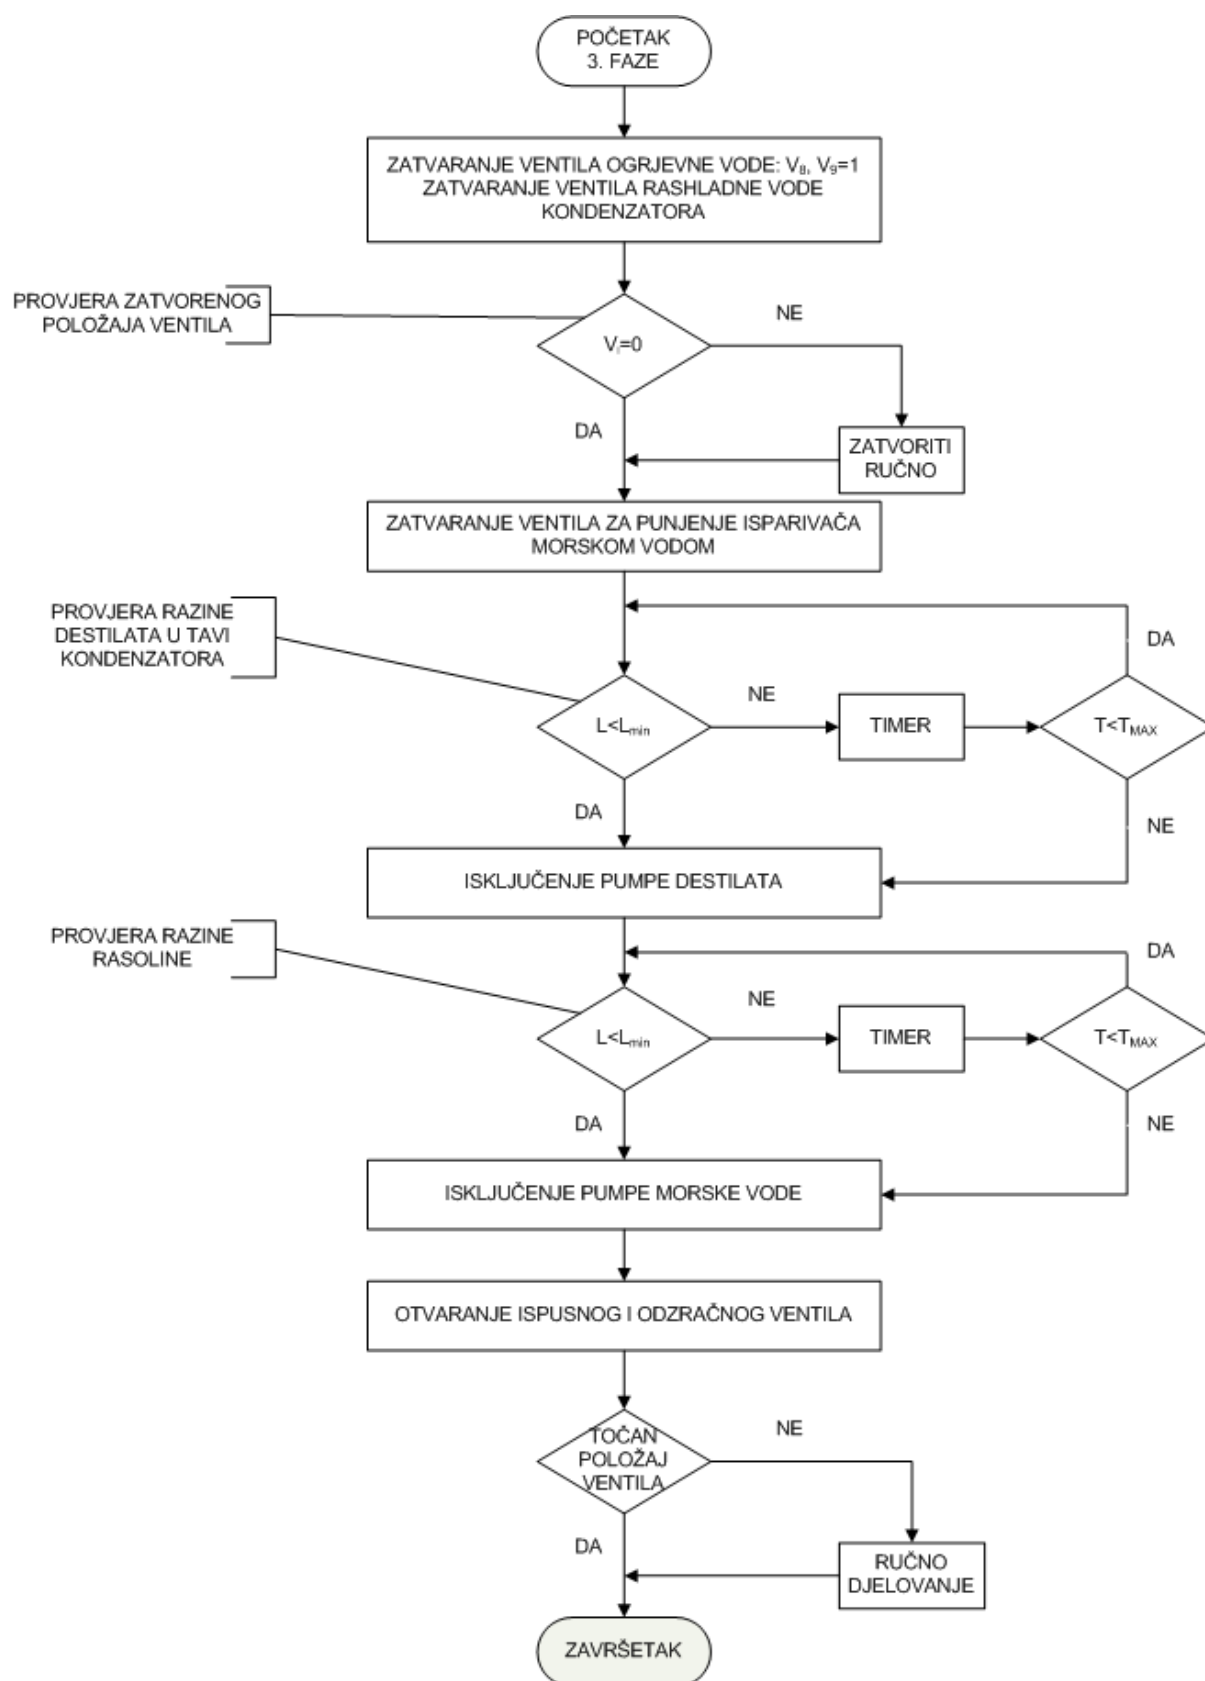 POČETAK
3. FAZE
ZATVARANJE VENTILA OGRJEVNE VODE: V₈, V₉=1
ZATVARANJE VENTILA RASHLADNE VODE
KONDENZATORA
PROVJERA ZATVORENOG
POLOŽAJA VENTILA
Vᵢ=0
NE
DA
ZATVORITI
RUČNO
ZATVARANJE VENTILA ZA PUNJENJE ISPARIVAČA
MORSKOM VODOM
PROVJERA RAZINE
DESTILATA U TAVI
KONDENZATORA
DA
L<Lmin
NE
TIMER
T<TMAX
DA
NE
ISKLJUČENJE PUMPE DESTILATA
PROVJERA RAZINE
RASOLINE
DA
L<Lmin
NE
TIMER
T<TMAX
DA
NE
ISKLJUČENJE PUMPE MORSKE VODE
OTVARANJE ISPUSNOG I ODZRAČNOG VENTILA
TOČAN
POLOŽAJ
VENTILA
NE
DA
RUČNO
DJELOVANJE
ZAVRŠETAK